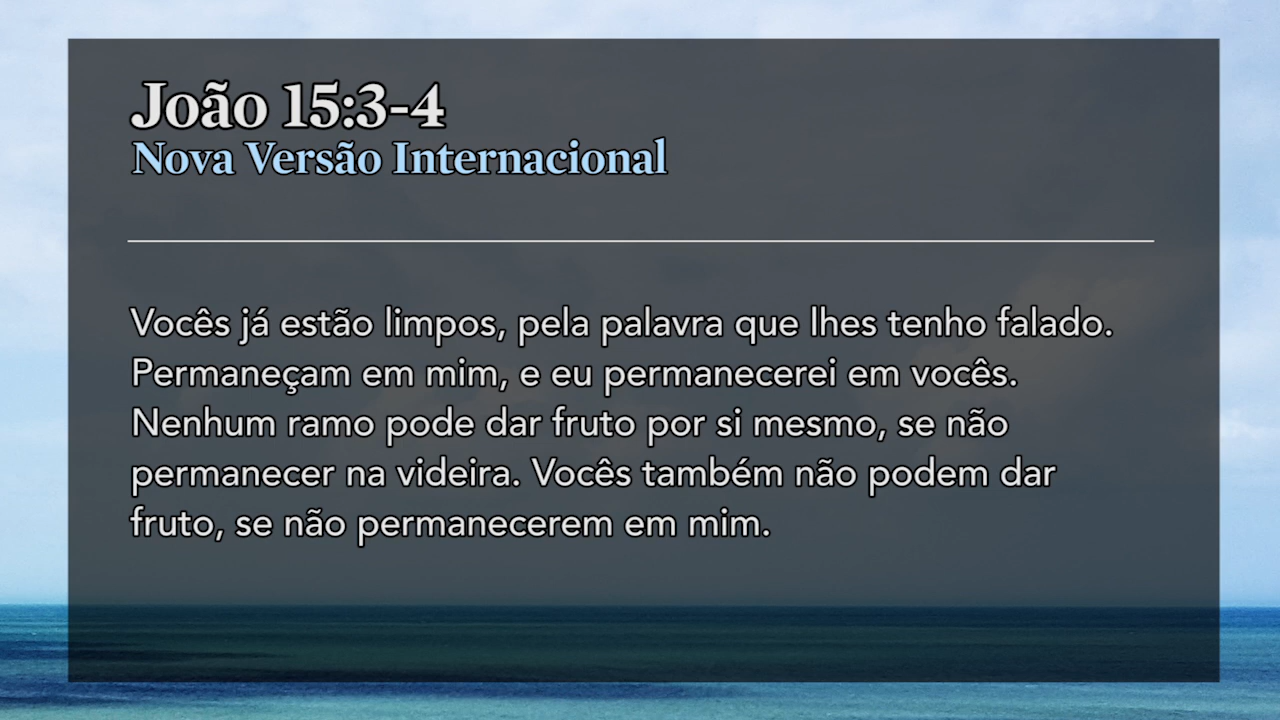 João 15:3-4
Nova Versão Internacional
Vocês já estão limpos, pela palavra que lhes tenho falado.
Permaneçam em mim, e eu permanecerei em vocês.
Nenhum ramo pode dar fruto por si mesmo, se não
permanecer na videira. Vocês também não podem dar
fruto, se não permanecerem em mim.